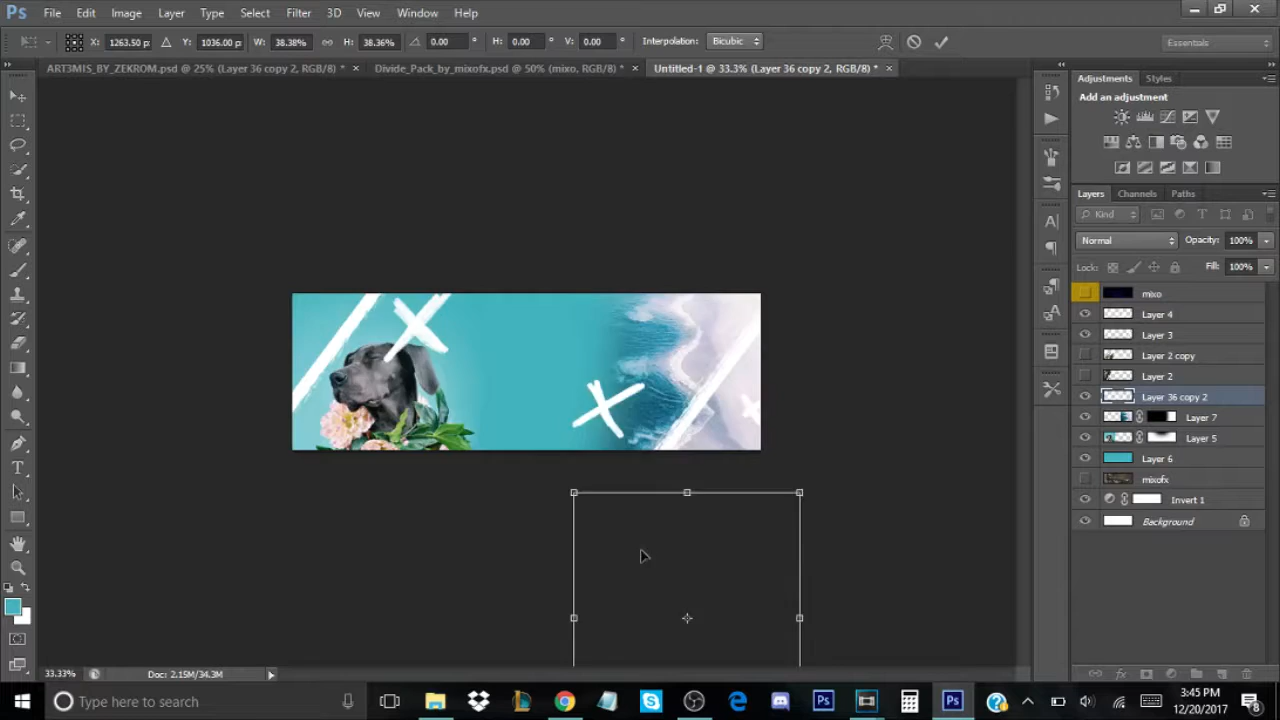 Ps File Edit Image Layer Type Select Filter 3D View Window Help
X: 1263.50 p: Y: 1036.00 p: W: 38.38% H: 38.36% 0.00 ° H: 0.00 ° V: 0.00 ° Interpolation: Bicubic Essentials
ART3MIS_BY_ZEKROM.psd @ 25% (Layer 36 copy 2, RGB/8) * × Divide_Pack_by_mixofx.psd @ 50% (mixo, RGB/8) * × Untitled-1 @ 33.3% (Layer 36 copy 2, RGB/8) * ×
Adjustments Styles
Add an adjustment
Layers Channels Paths
Kind
Normal Opacity: 100%
Lock: Fill: 100%
mixo
Layer 4
Layer 3
Layer 2 copy
Layer 2
Layer 36 copy 2
Layer 7
Layer 5
Layer 6
mixofx
Invert 1
Background
33.33% Doc: 2.15M/34.3M
Type here to search
3:45 PM
12/20/2017
8